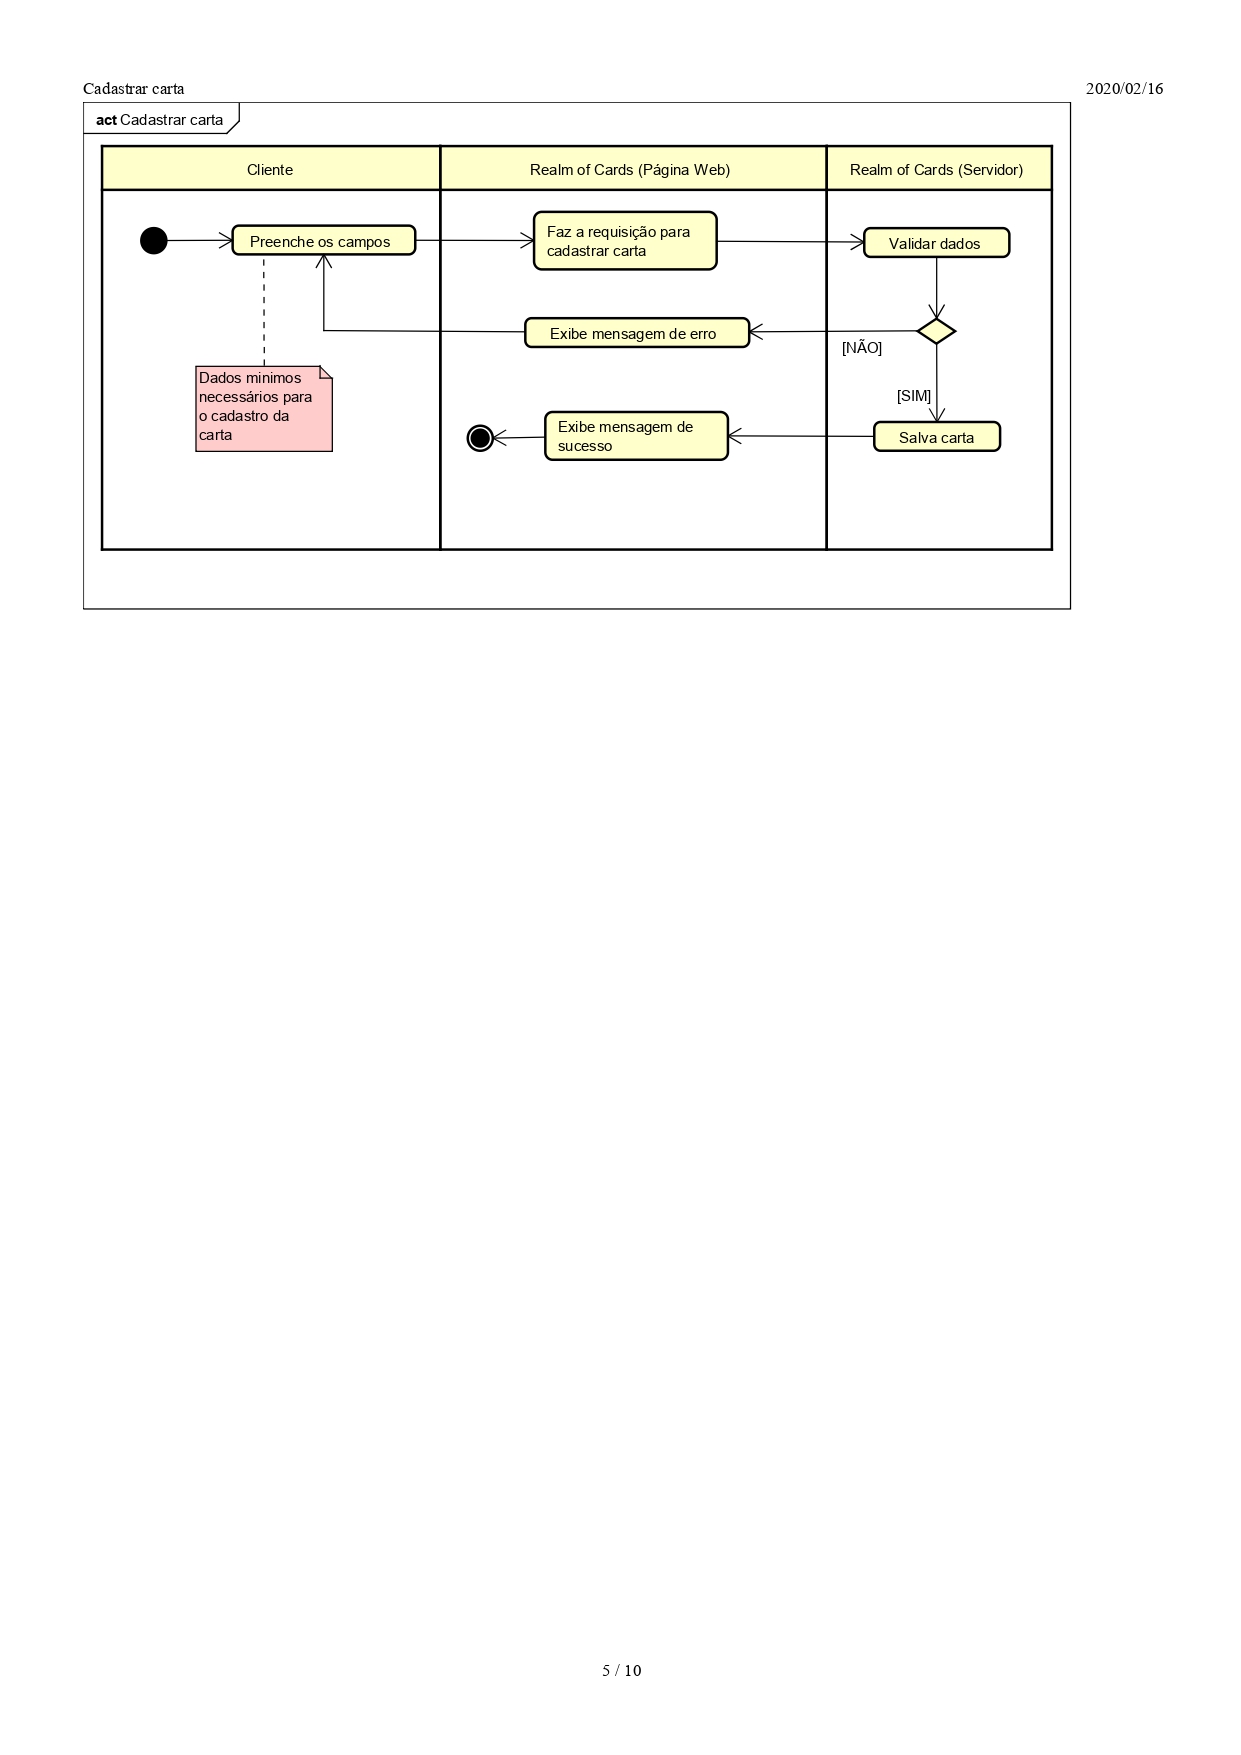 Cadastrar carta
2020/02/16
act Cadastrar carta
Cliente
Realm of Cards (Página Web)
Realm of Cards (Servidor)
Preenche os campos
Faz a requisição para
cadastrar carta
Validar dados
Exibe mensagem de erro
[NÃO]
Dados minimos
necessários para
o cadastro da
carta
[SIM]
Exibe mensagem de
sucesso
Salva carta
5 / 10